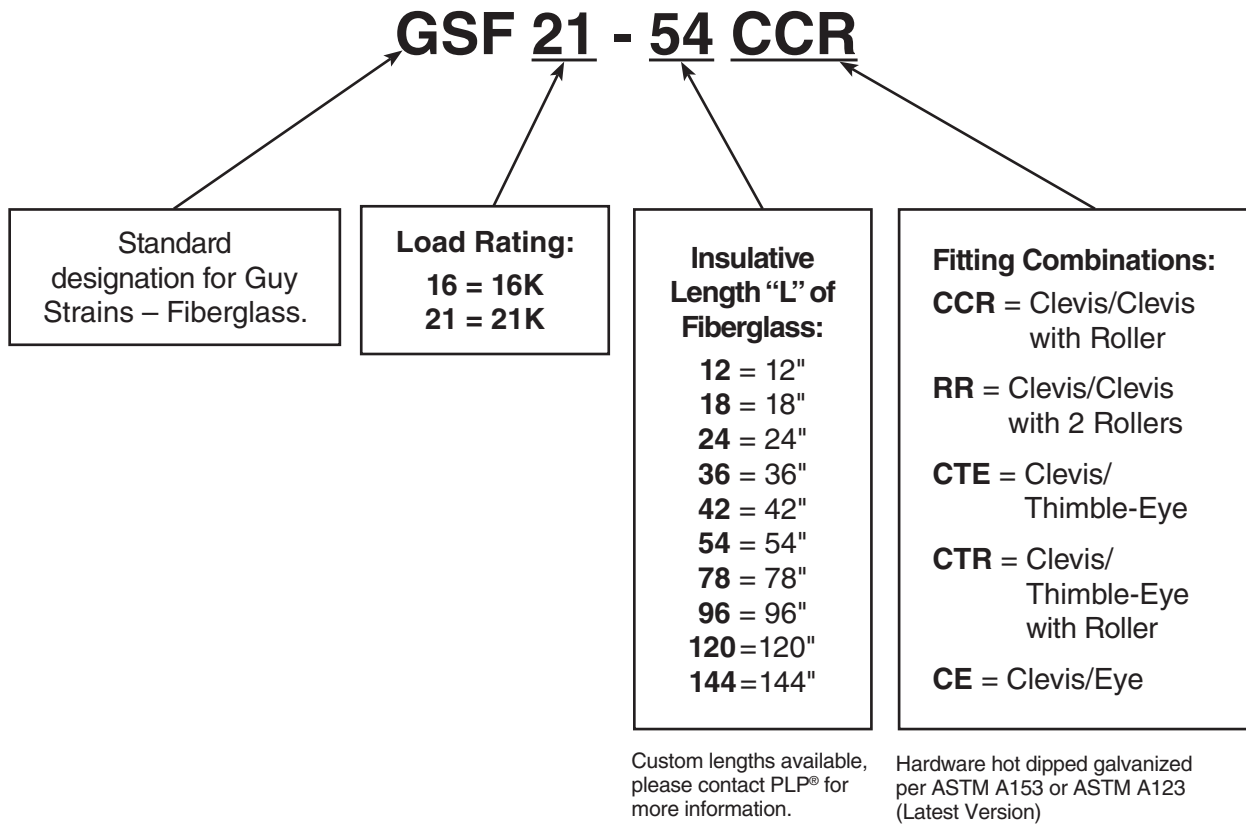 GSF 21 - 54 CCR
Standard
designation for Guy
Strains – Fiberglass.
Load Rating:
16 = 16K
21 = 21K
Insulative
Length “L” of
Fiberglass:
12 = 12"
18 = 18"
24 = 24"
36 = 36"
42 = 42"
54 = 54"
78 = 78"
96 = 96"
120=120"
144=144"
Custom lengths available,
please contact PLP® for
more information.
Fitting Combinations:
CCR = Clevis/Clevis
with Roller
RR = Clevis/Clevis
with 2 Rollers
CTE = Clevis/
Thimble-Eye
CTR = Clevis/
Thimble-Eye
with Roller
CE = Clevis/Eye
Hardware hot dipped galvanized
per ASTM A153 or ASTM A123
(Latest Version)